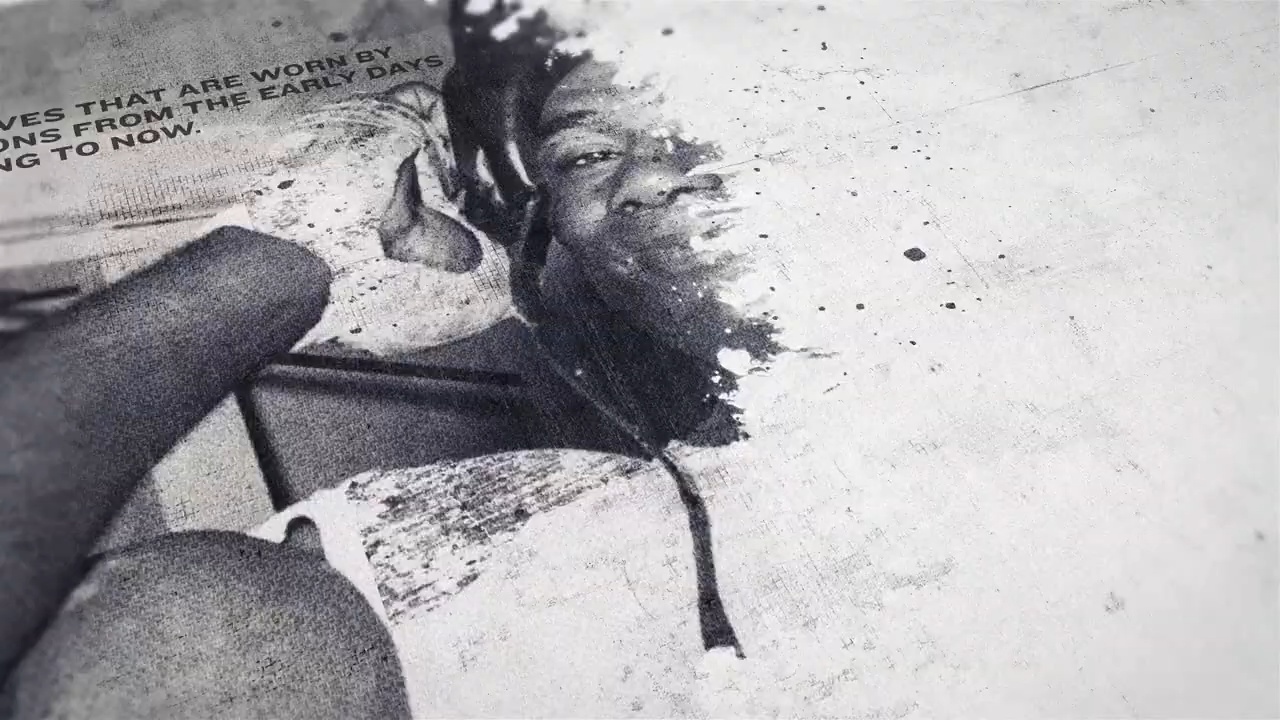 VES THAT ARE WORN BY
ONS FROM THE EARLY DAYS
NG TO NOW.